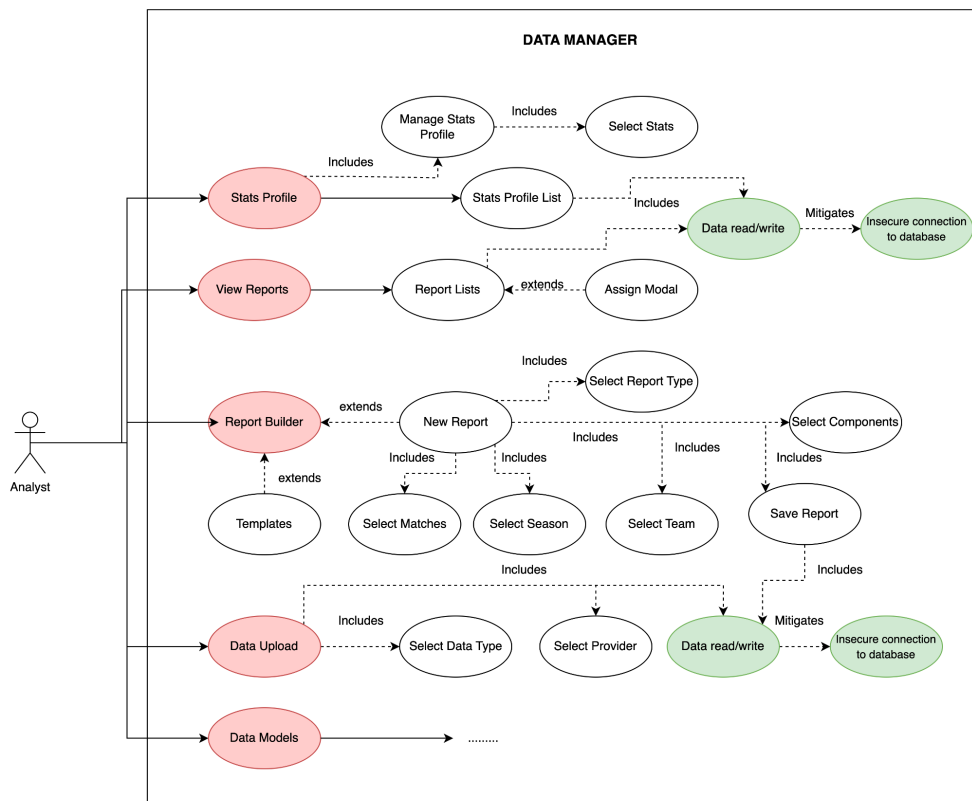 DATA MANAGER
Manage Stats
Profile
Includes
Select Stats
Includes
Stats Profile
Stats Profile List
Includes
Data read/write
Mitigates
Insecure connection
to database
View Reports
Report Lists
extends
Assign Modal
Includes
Select Report Type
Report Builder
extends
New Report
Select Components
Includes
Includes
Includes
Includes
Includes
Analyst
extends
Templates
Select Matches
Select Season
Select Team
Save Report
Includes
Includes
Includes
Mitigates
Data Upload
Select Data Type
Select Provider
Data read/write
Insecure connection
to database
Data Models
.........